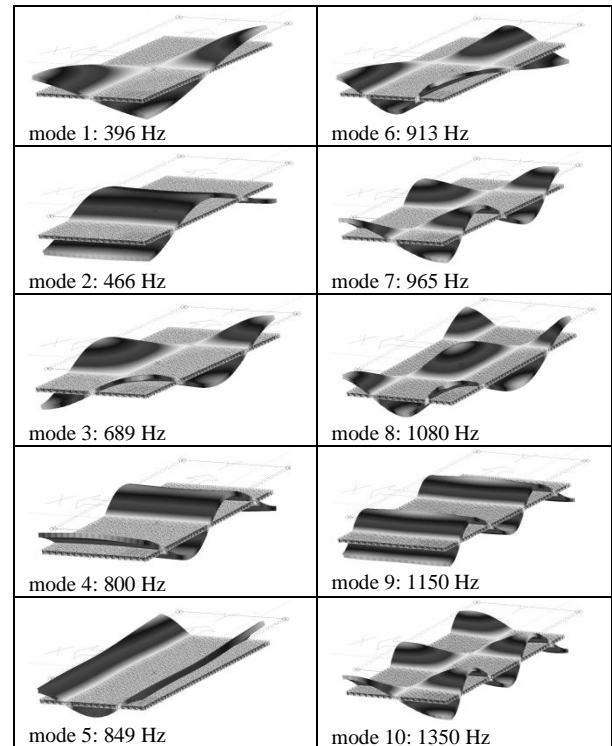 mode 1: 396 Hz
mode 6: 913 Hz
mode 2: 466 Hz
mode 7: 965 Hz
mode 3: 689 Hz
mode 8: 1080 Hz
mode 4: 800 Hz
mode 9: 1150 Hz
mode 5: 849 Hz
mode 10: 1350 Hz